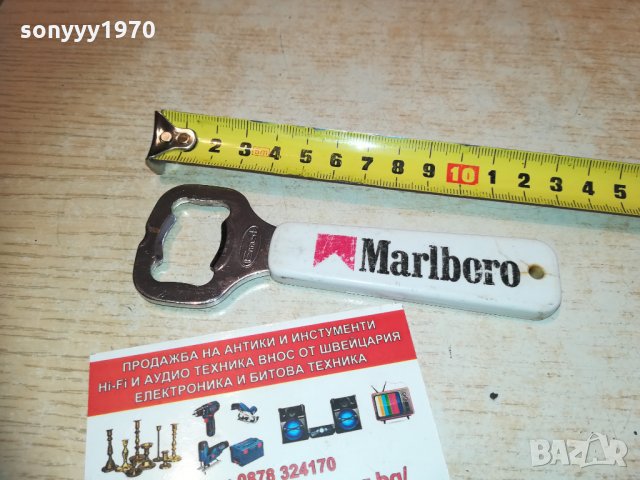 sonyyy1970
2 3 4 5 6 7 8 9 10 1 2 3 4 5
Marlboro
ПРОДАЖБА НА АНТИКИ И ИНСТУМЕНТИ
Hi-Fi И АУДИО ТЕХНИКА ВНОС ОТ ШВЕЙЦАРИЯ
ЕЛЕКТРОНИКА И БИТОВА ТЕХНИКА
0878 324170
.bg/
BAZAR